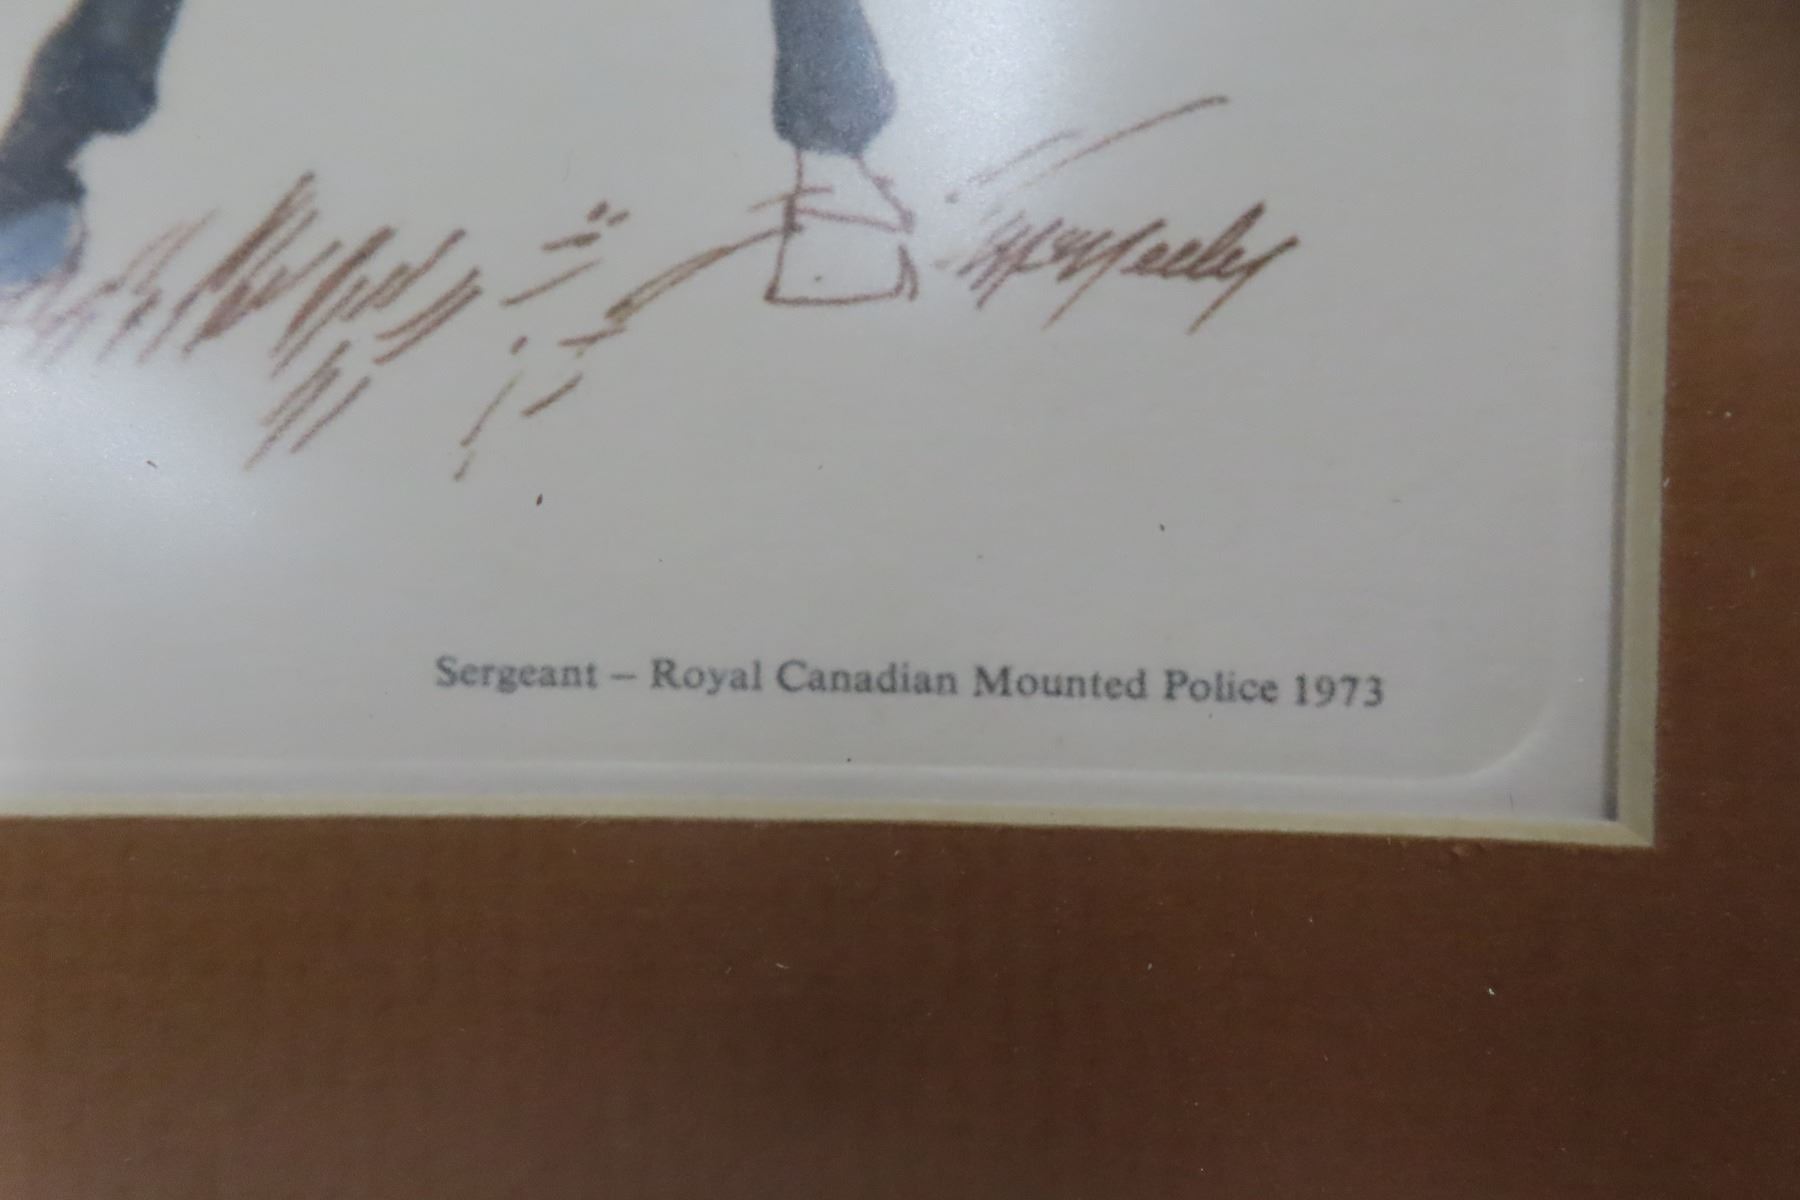 Sergeant – Royal Canadian Mounted Police 1973